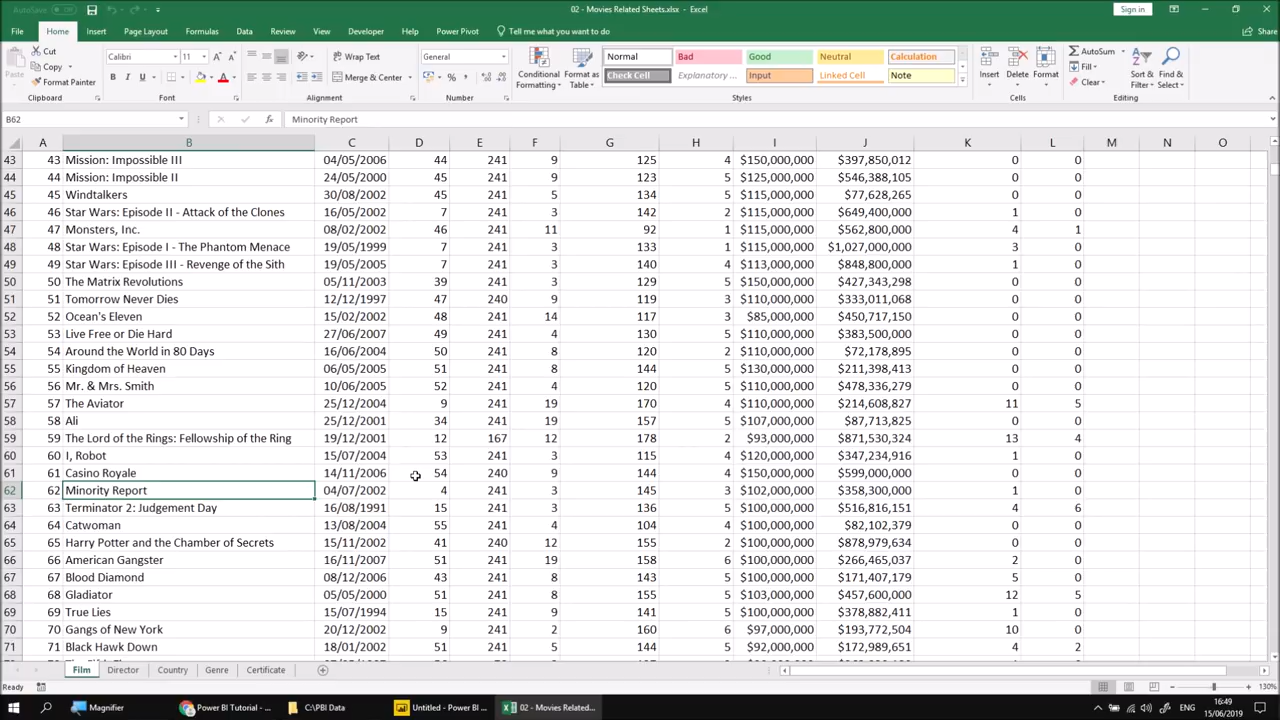 AutoSave Off
02 - Movies Related Sheets.xlsx - Excel
Sign in
File Home Insert Page Layout Formulas Data Review View Developer Help Power Pivot Tell me what you want to do Share
Paste
Cut
Copy
Format Painter
Clipboard
Calibri 11
B I U
Font
Wrap Text
Merge & Center
Alignment
General
Number
Conditional Formatting
Format as Table
Normal Bad Good Neutral Calculation
Check Cell Explanatory ... Input Linked Cell Note
Styles
Insert Delete Format
Cells
AutoSum
Fill
Clear
Sort & Filter
Find & Select
Editing
B62 fx Minority Report
A B C D E F G H I J K L M N O
43 43 Mission: Impossible III 04/05/2006 44 241 9 125 4 $150,000,000 $397,850,012 0 0
44 44 Mission: Impossible II 24/05/2000 45 241 9 123 5 $125,000,000 $546,388,105 0 0
45 45 Windtalkers 30/08/2002 45 241 5 134 5 $115,000,000 $77,628,265 0 0
46 46 Star Wars: Episode II - Attack of the Clones 16/05/2002 7 241 3 142 2 $115,000,000 $649,400,000 1 0
47 47 Monsters, Inc. 08/02/2002 46 241 11 92 1 $115,000,000 $562,800,000 4 1
48 48 Star Wars: Episode I - The Phantom Menace 19/05/1999 7 241 3 133 1 $115,000,000 $1,027,000,000 3 0
49 49 Star Wars: Episode III - Revenge of the Sith 19/05/2005 7 241 3 140 4 $113,000,000 $848,800,000 1 0
50 50 The Matrix Revolutions 05/11/2003 39 241 3 129 5 $150,000,000 $427,343,298 0 0
51 51 Tomorrow Never Dies 12/12/1997 47 240 9 119 3 $110,000,000 $333,011,068 0 0
52 52 Ocean's Eleven 15/02/2002 48 241 14 117 3 $85,000,000 $450,717,150 0 0
53 53 Live Free or Die Hard 27/06/2007 49 241 4 130 5 $110,000,000 $383,500,000 0 0
54 54 Around the World in 80 Days 16/06/2004 50 241 8 120 2 $110,000,000 $72,178,895 0 0
55 55 Kingdom of Heaven 06/05/2005 51 241 8 144 5 $130,000,000 $211,398,413 0 0
56 56 Mr. & Mrs. Smith 10/06/2005 52 241 4 120 5 $110,000,000 $478,336,279 0 0
57 57 The Aviator 25/12/2004 9 241 19 170 4 $110,000,000 $214,608,827 11 5
58 58 Ali 25/12/2001 34 241 19 157 5 $107,000,000 $87,713,825 0 0
59 59 The Lord of the Rings: Fellowship of the Ring 19/12/2001 12 167 12 178 2 $93,000,000 $871,530,324 13 4
60 60 I, Robot 15/07/2004 53 241 3 115 4 $120,000,000 $347,234,916 1 0
61 61 Casino Royale 14/11/2006 54 240 9 144 4 $150,000,000 $599,000,000 0 0
62 62 Minority Report 04/07/2002 4 241 3 145 3 $102,000,000 $358,300,000 1 0
63 63 Terminator 2: Judgement Day 16/08/1991 15 241 3 136 5 $100,000,000 $516,816,151 4 6
64 64 Catwoman 13/08/2004 55 241 4 104 4 $100,000,000 $82,102,379 0 0
65 65 Harry Potter and the Chamber of Secrets 15/11/2002 41 240 12 155 2 $100,000,000 $878,979,634 0 0
66 66 American Gangster 16/11/2007 51 241 19 158 6 $100,000,000 $266,465,037 2 0
67 67 Blood Diamond 08/12/2006 43 241 8 143 5 $100,000,000 $171,407,179 5 0
68 68 Gladiator 05/05/2000 51 241 8 155 5 $103,000,000 $457,600,000 12 5
69 69 True Lies 15/07/1994 15 241 9 141 5 $100,000,000 $378,882,411 1 0
70 70 Gangs of New York 20/12/2002 9 241 2 160 6 $97,000,000 $193,772,504 10 0
71 71 Black Hawk Down 18/01/2002 51 241 5 144 5 $92,000,000 $172,989,651 4 2
Film Director Country Genre Certificate
Ready 130%
Magnifier Power BI Tutorial - ... C:\PBI Data Untitled - Power BI ... 02 - Movies Related... 16:49
15/06/2019